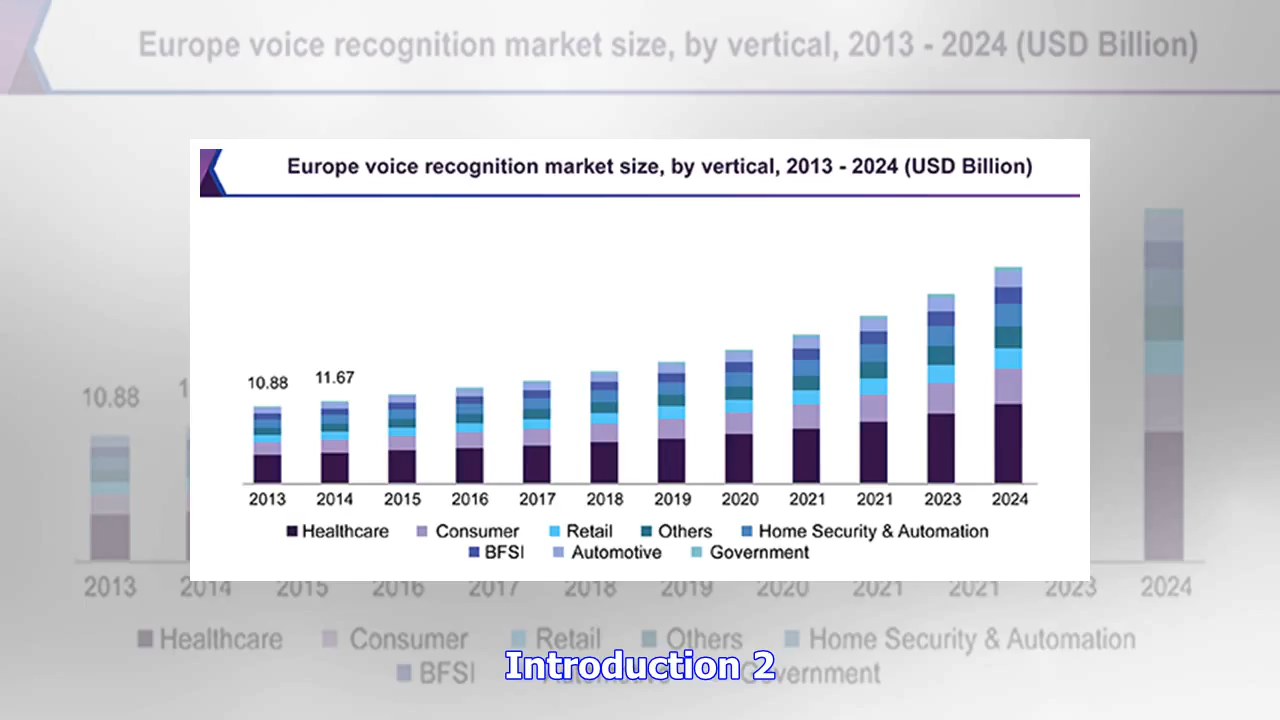 Europe voice recognition market size, by vertical, 2013 - 2024 (USD Billion)
Europe voice recognition market size, by vertical, 2013 - 2024 (USD Billion)
10.88 11.67
2013 2014 2015 2016 2017 2018 2019 2020 2021 2021 2023 2024
Healthcare Consumer Retail Others Home Security & Automation
BFSI Automotive Government
10.88
2013 2014 2015 2016 2017 2018 2019 2020 2021 2021 2023 2024
Healthcare Consumer Retail Others Home Security & Automation
BFSI Government
Introduction 2